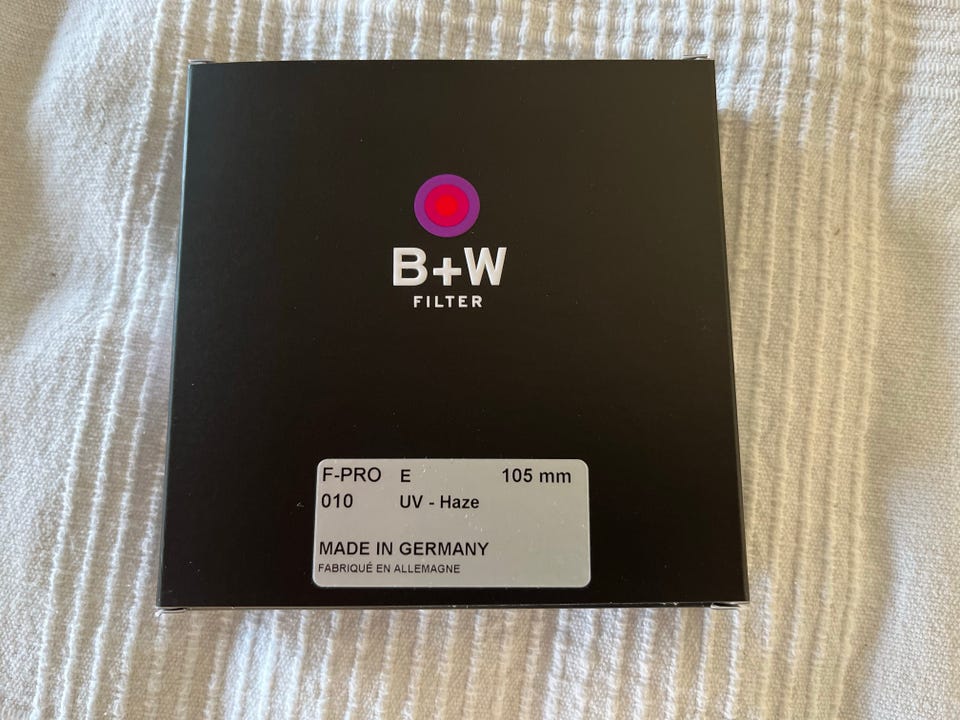 B+W
FILTER
F-PRO E 105 mm
010 UV - Haze
MADE IN GERMANY
FABRIQUÉ EN ALLEMAGNE